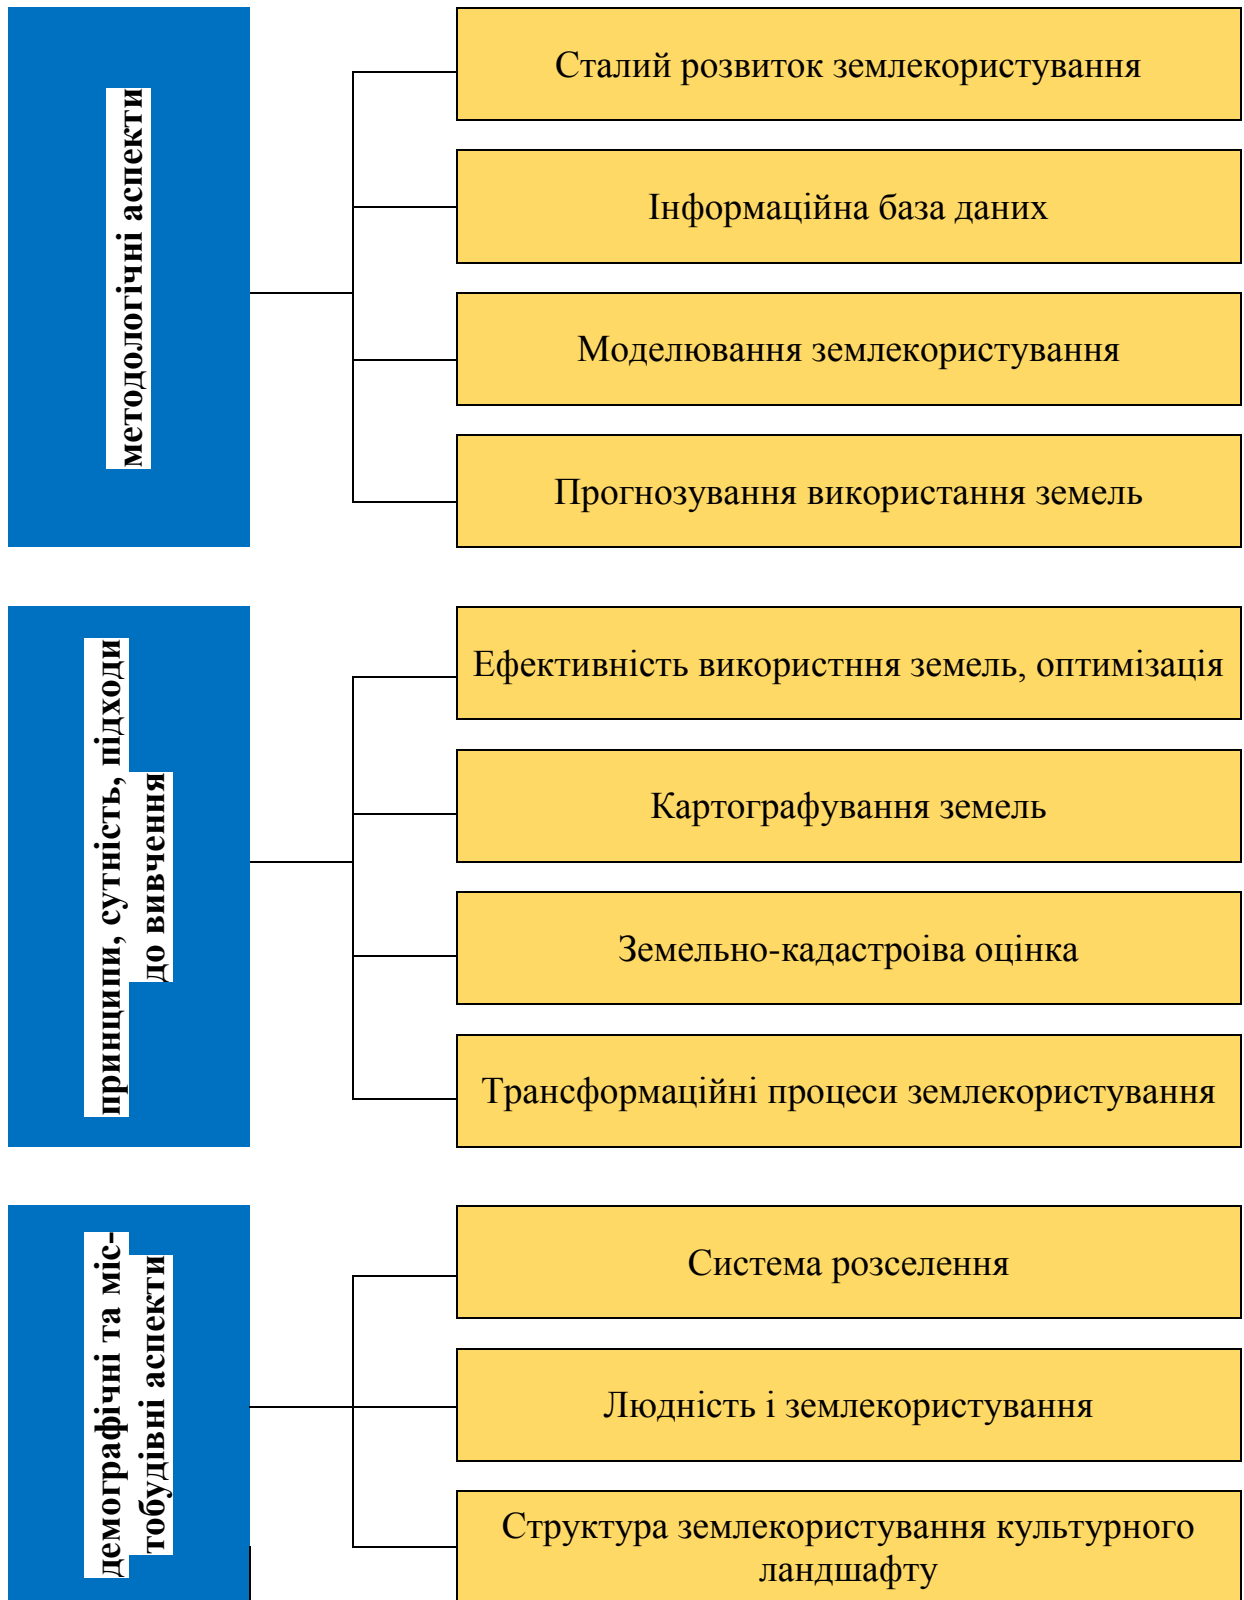 методологічні аспекти
Сталий розвиток землекористування
Інформаційна база даних
Моделювання землекористування
Прогнозування використання земель
принципи, сутність, підходи
до вивчення
Ефективність використння земель, оптимізація
Картографування земель
Земельно-кадастроіва оцінка
Трансформаційні процеси землекористування
демографічні та міс-
тобудівні аспекти
Система розселення
Людність і землекористування
Структура землекористування культурного
ландшафту